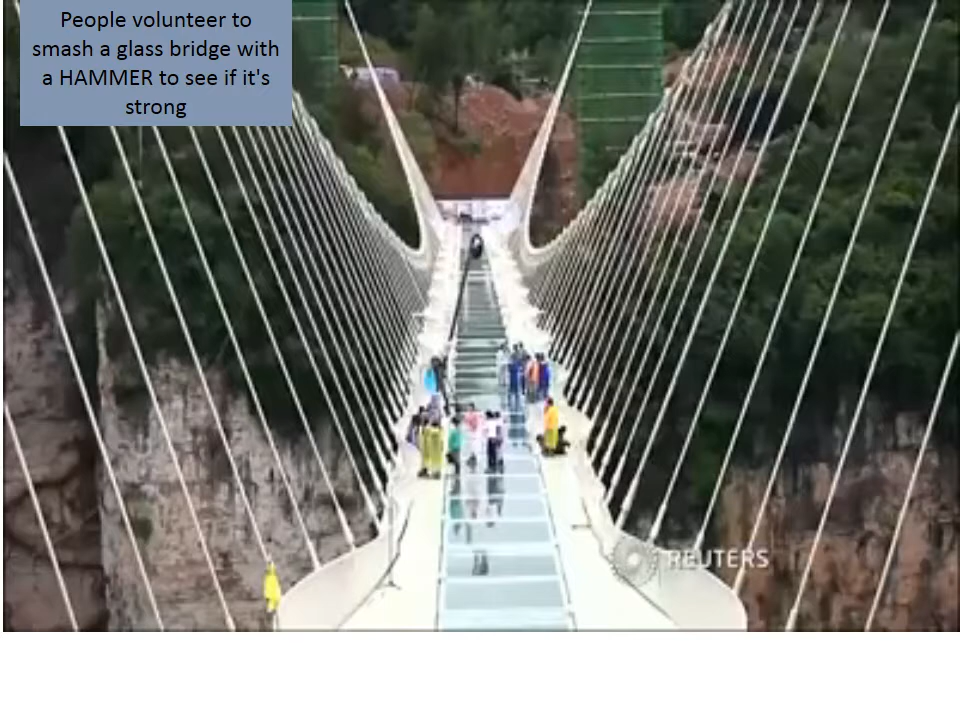 People volunteer to
smash a glass bridge with
a HAMMER to see if it's
strong
REUTERS